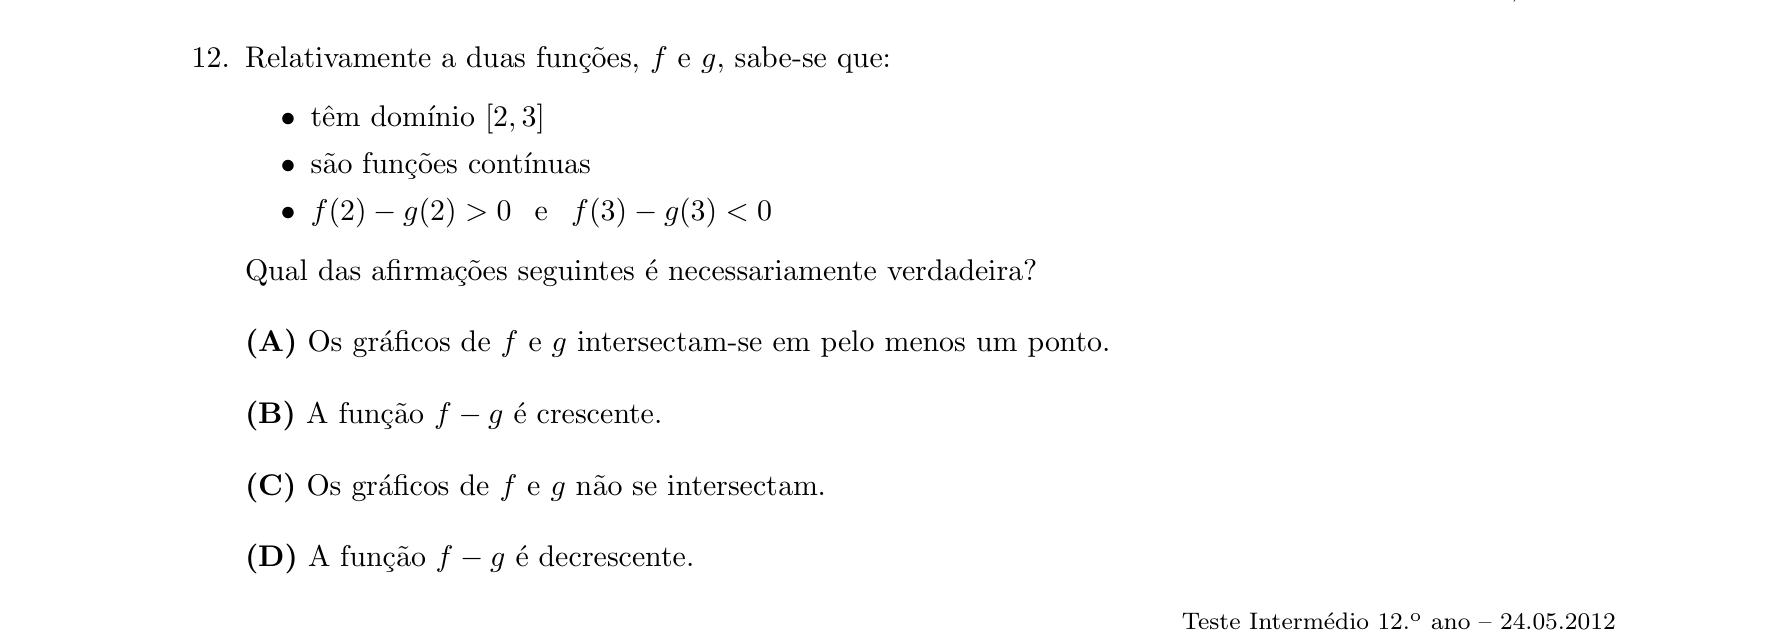 12. Relativamente a duas funções, f e g, sabe-se que:
• têm domínio [2, 3]
• são funções contínuas
• f(2) − g(2) > 0 e f(3) − g(3) < 0
Qual das afirmações seguintes é necessariamente verdadeira?
(A) Os gráficos de f e g intersectam-se em pelo menos um ponto.
(B) A função f − g é crescente.
(C) Os gráficos de f e g não se intersectam.
(D) A função f − g é decrescente.
Teste Intermédio 12.º ano – 24.05.2012